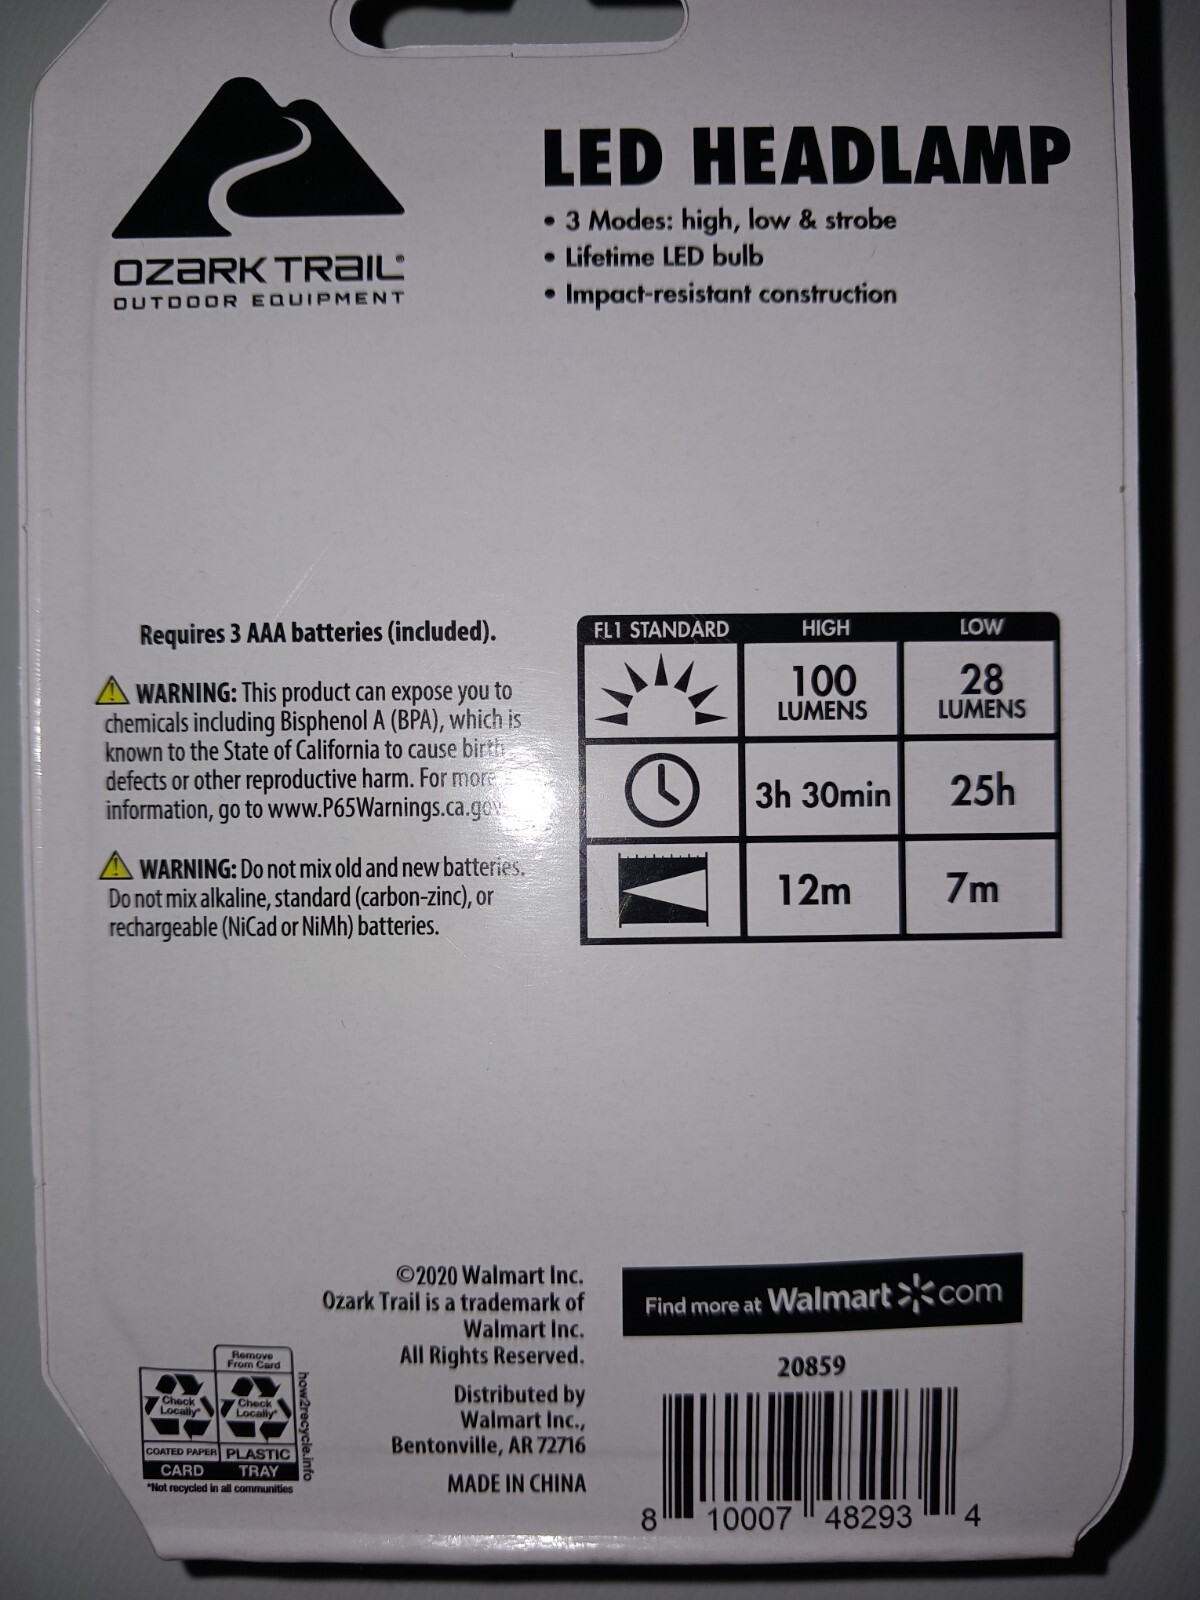 OZARK TRAIL®
OUTDOOR EQUIPMENT
LED HEADLAMP
• 3 Modes: high, low & strobe
• Lifetime LED bulb
• Impact-resistant construction
Requires 3 AAA batteries (included).
WARNING: This product can expose you to
chemicals including Bisphenol A (BPA), which is
known to the State of California to cause birth
defects or other reproductive harm. For more
information, go to www.P65Warnings.ca.gov
WARNING: Do not mix old and new batteries.
Do not mix alkaline, standard (carbon-zinc), or
rechargeable (NiCad or NiMh) batteries.
FL1 STANDARD HIGH LOW
100 28
LUMENS LUMENS
3h 30min 25h
12m 7m
©2020 Walmart Inc.
Ozark Trail is a trademark of
Walmart Inc.
All Rights Reserved.
Distributed by
Walmart Inc.,
Bentonville, AR 72716
MADE IN CHINA
Remove
From Card
Check
Locally*
Check
Locally*
COATED PAPER PLASTIC
CARD TRAY
*Not recycled in all communities
how2recycle.info
Find more at Walmart com
20859
8 10007 48293 4